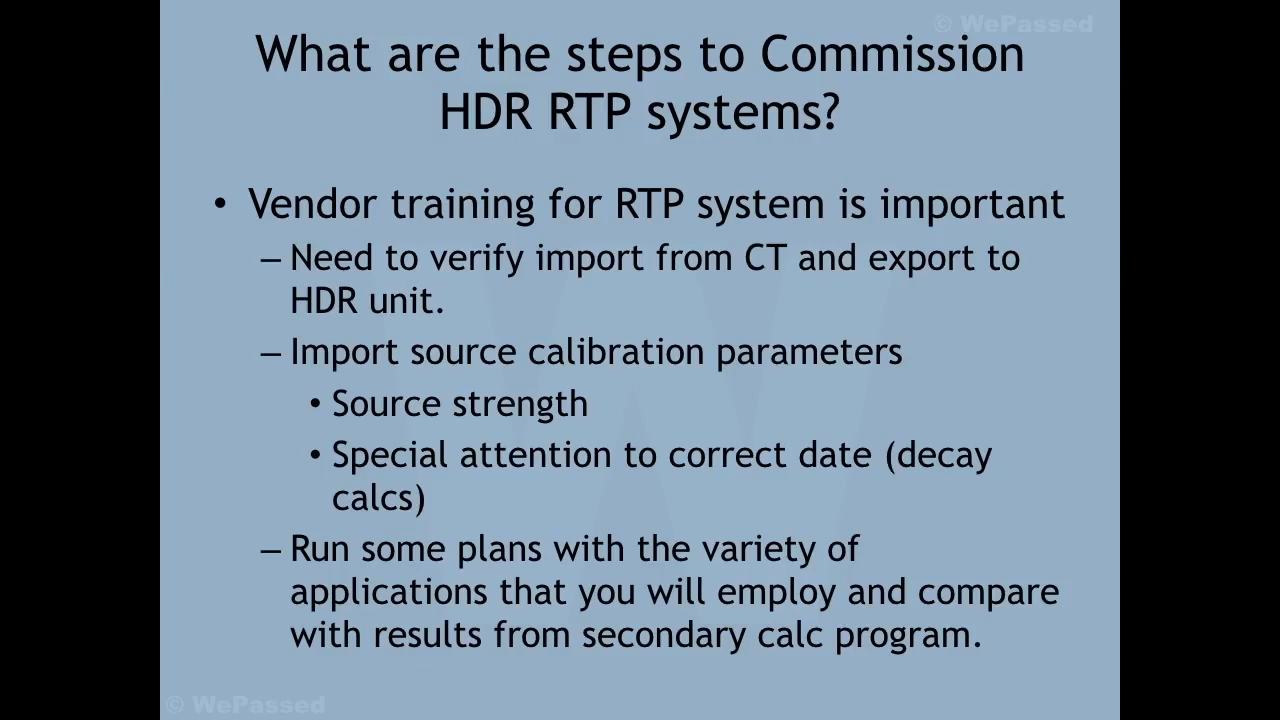 © WePassed
What are the steps to Commission
HDR RTP systems?
• Vendor training for RTP system is important
– Need to verify import from CT and export to
HDR unit.
– Import source calibration parameters
• Source strength
• Special attention to correct date (decay
calcs)
– Run some plans with the variety of
applications that you will employ and compare
with results from secondary calc program.
© WePassed